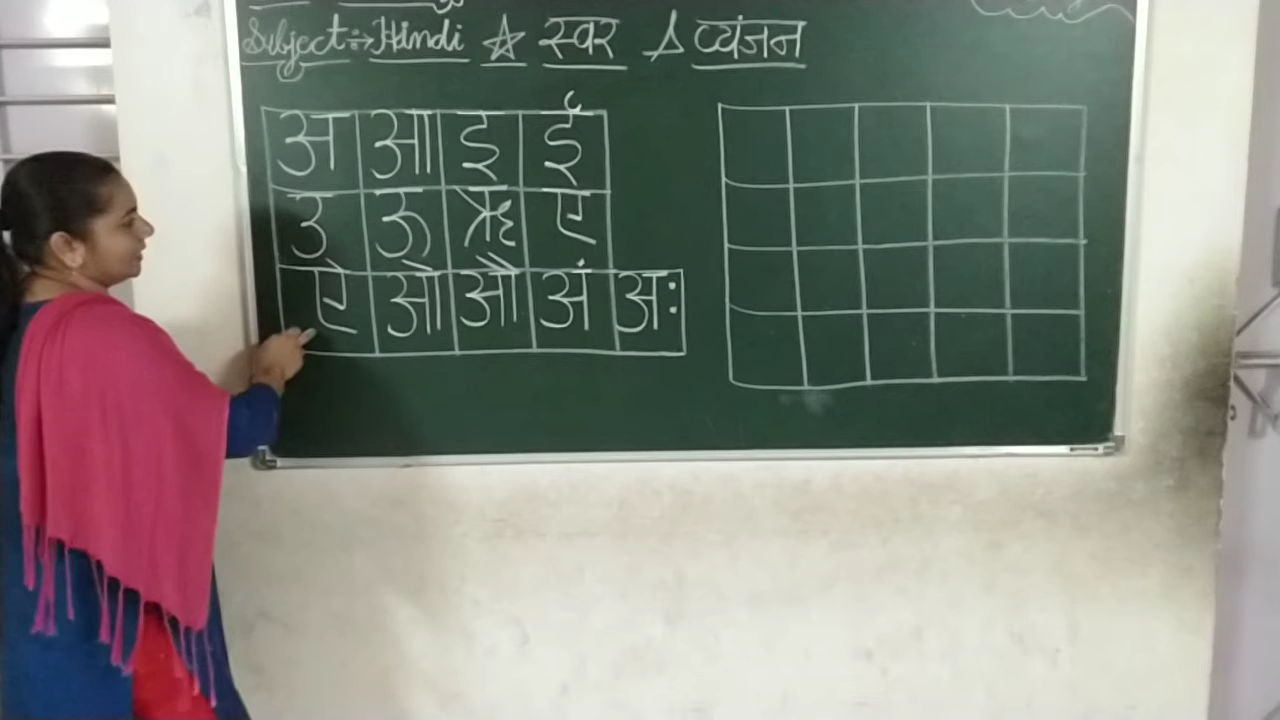 Subject :→ Hindi ☆ स्वर △ व्यंजन
अ आ इ ई
उ ऊ ऋ ए
ऐ ओ औ अं अः